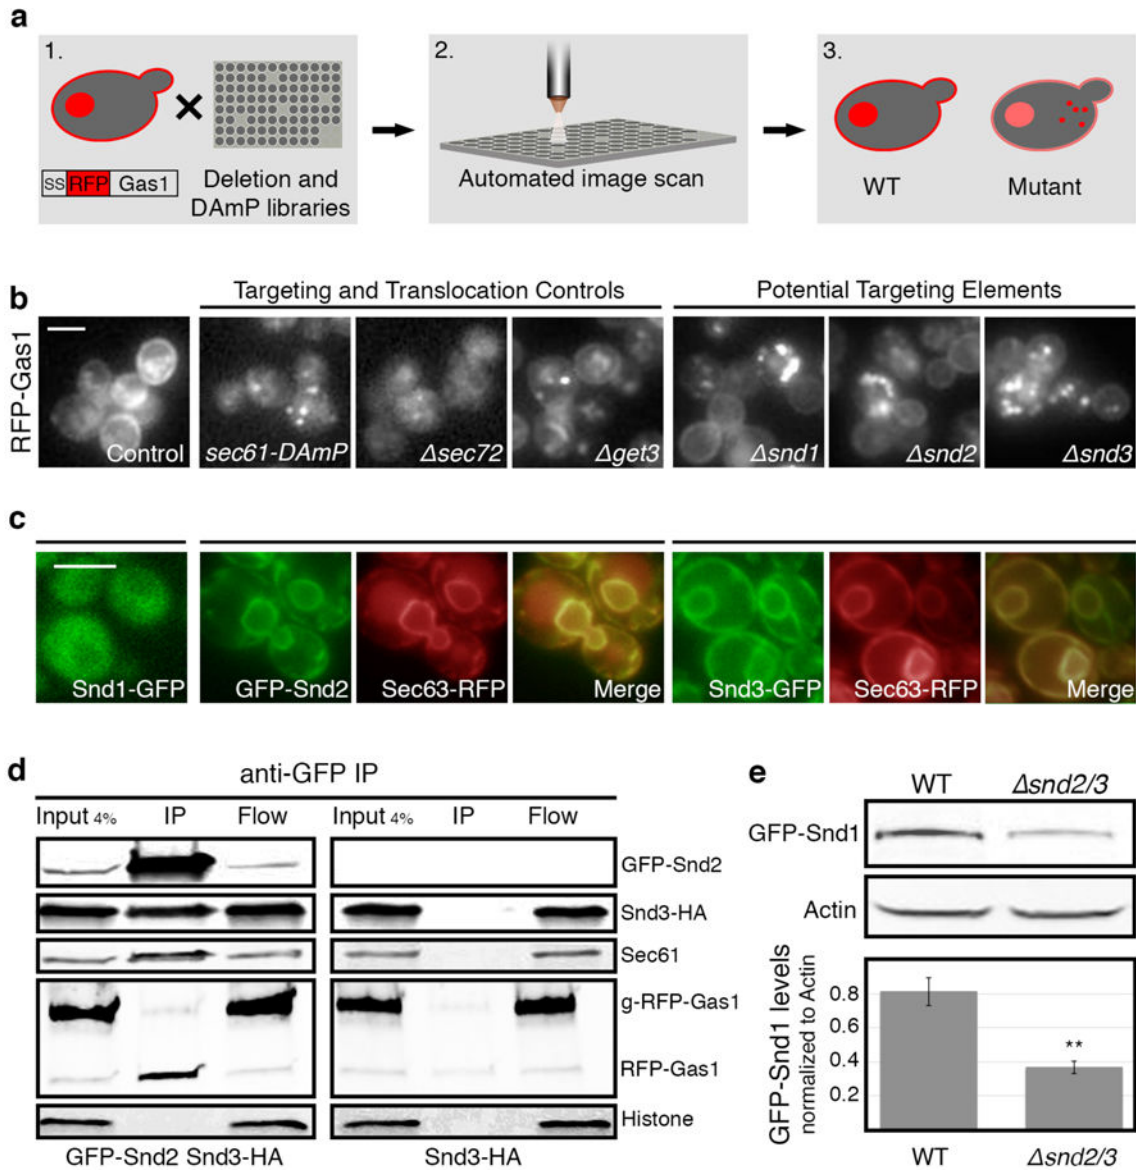 a
1.
2.
3.
SS RFP Gas1
Deletion and
DAmP libraries
Automated image scan
WT
Mutant
b
Targeting and Translocation Controls
Potential Targeting Elements
RFP-Gas1
Control
sec61-DAmP
Δsec72
Δget3
Δsnd1
Δsnd2
Δsnd3
c
Snd1-GFP
GFP-Snd2
Sec63-RFP
Merge
Snd3-GFP
Sec63-RFP
Merge
d
anti-GFP IP
Input 4% IP Flow
Input 4% IP Flow
GFP-Snd2
Snd3-HA
Sec61
g-RFP-Gas1
RFP-Gas1
Histone
GFP-Snd2 Snd3-HA
Snd3-HA
e
WT
Δsnd2/3
GFP-Snd1
Actin
GFP-Snd1 levels
normalized to Actin
0.8
0.6
0.4
0.2
**
WT
Δsnd2/3